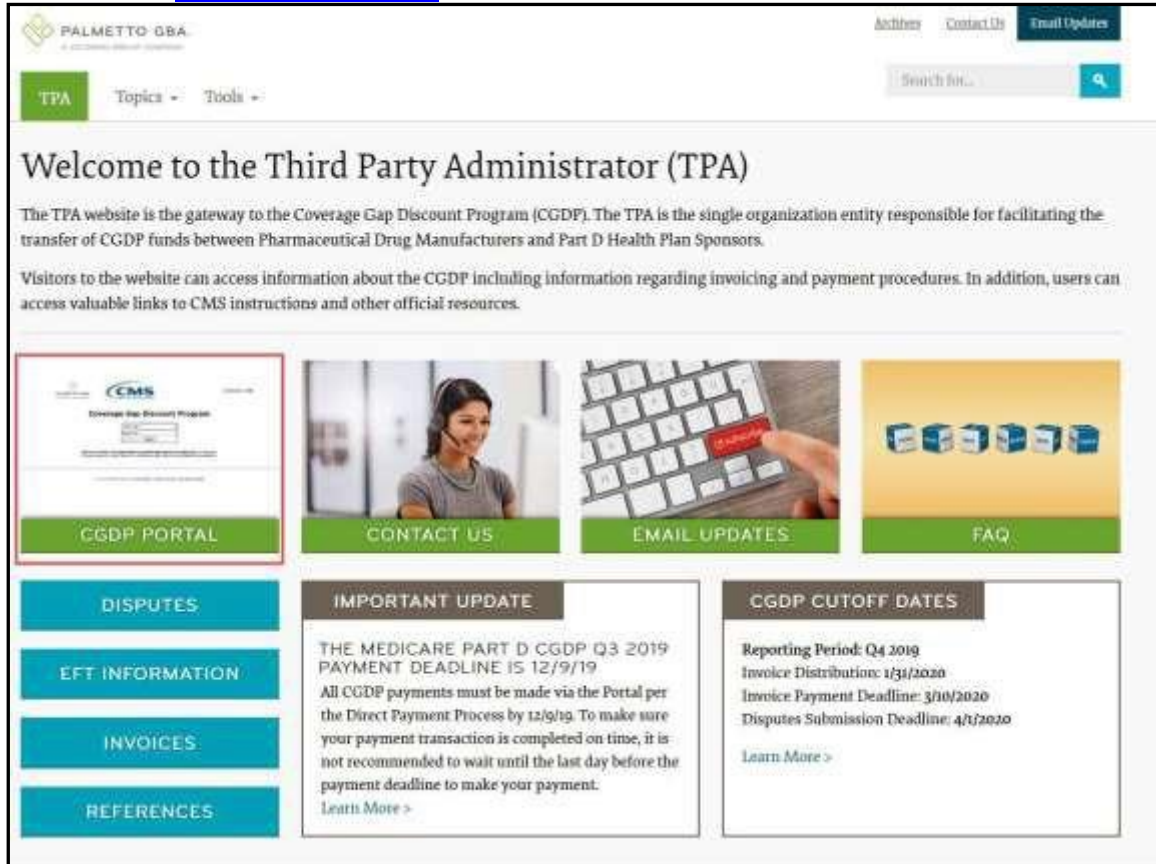 PALMETTO GBA
Archives Contact Us Email Updates
TPA Topics Tools
Search for...
Welcome to the Third Party Administrator (TPA)
The TPA website is the gateway to the Coverage Gap Discount Program (CGDP). The TPA is the single organization entity responsible for facilitating the
transfer of CGDP funds between Pharmaceutical Drug Manufacturers and Part D Health Plan Sponsors.
Visitors to the website can access information about the CGDP including information regarding invoicing and payment procedures. In addition, users can
access valuable links to CMS instructions and other official resources.
CMS
Coverage Gap Discount Program
CGDP PORTAL
CONTACT US
EMAIL UPDATES
FAQ
DISPUTES
EFT INFORMATION
INVOICES
REFERENCES
IMPORTANT UPDATE
THE MEDICARE PART D CGDP Q3 2019
PAYMENT DEADLINE IS 12/9/19
All CGDP payments must be made via the Portal per
the Direct Payment Process by 12/9/19. To make sure
your payment transaction is completed on time, it is
not recommended to wait until the last day before the
payment deadline to make your payment.
Learn More >
CGDP CUTOFF DATES
Reporting Period: Q4 2019
Invoice Distribution: 1/31/2020
Invoice Payment Deadline: 3/10/2020
Disputes Submission Deadline: 4/1/2020
Learn More >